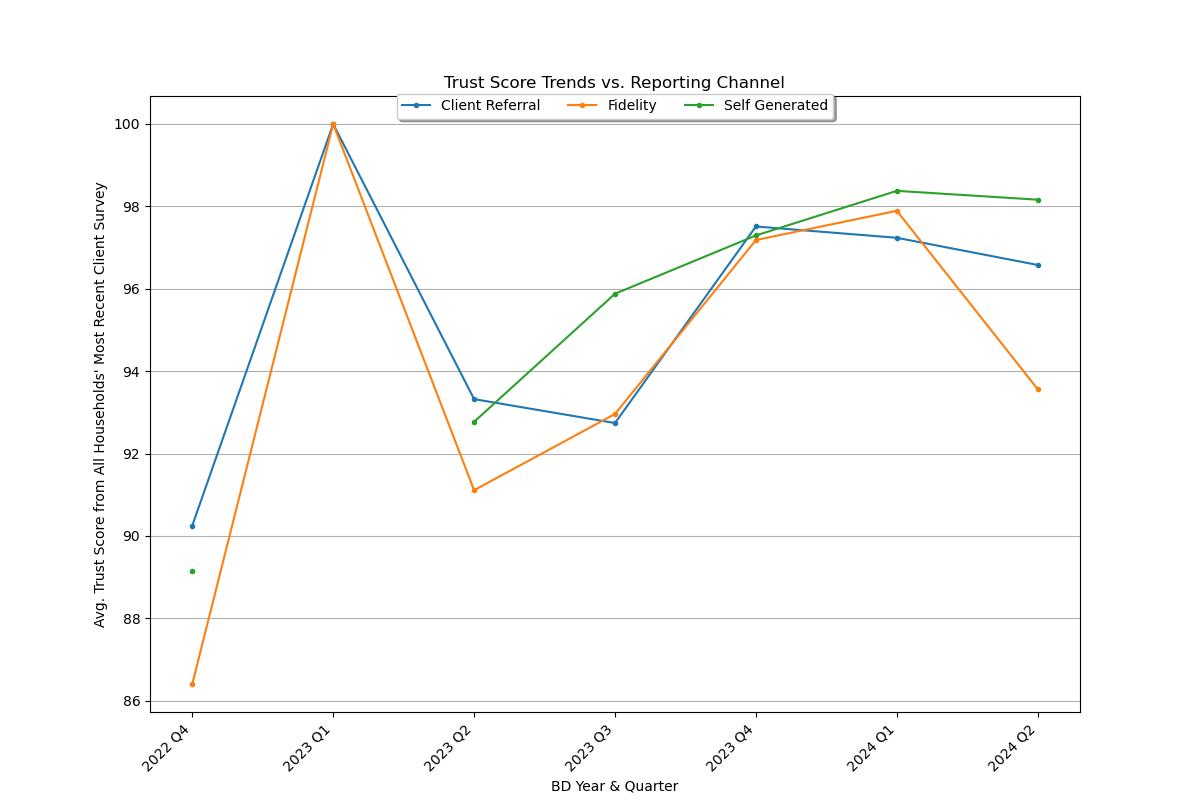 Trust Score Trends vs. Reporting Channel
Client Referral Fidelity Self Generated
Avg. Trust Score from All Households' Most Recent Client Survey
100
98
96
94
92
90
88
86
2022 Q4 2023 Q1 2023 Q2 2023 Q3 2023 Q4 2024 Q1 2024 Q2
BD Year & Quarter